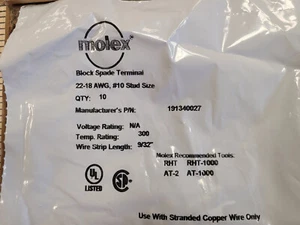 molex
Block Spade Terminal
22-18 AWG, #10 Stud Size
QTY: 10
Manufacturer's P/N: 191340027
Voltage Rating: N/A
Temp. Rating: 300
Wire Strip Length: 9/32"
Molex Recommended Tools:
RHT RHT-1000
AT-2 AT-1000
UL
LISTED
Use With Stranded Copper Wire Only